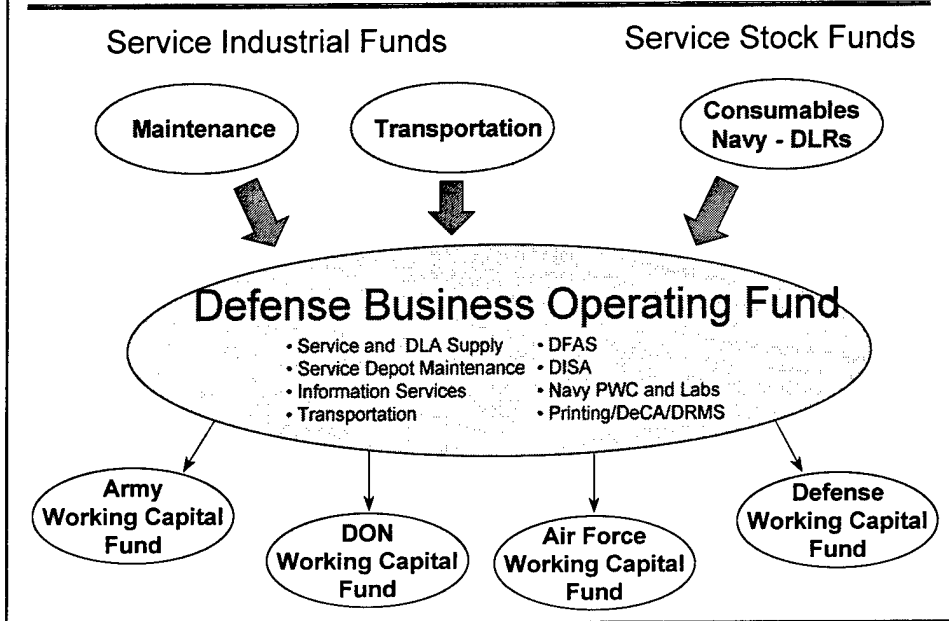 Service Industrial Funds
Service Stock Funds
Maintenance
Transportation
Consumables
Navy - DLRs
Defense Business Operating Fund
• Service and DLA Supply
• Service Depot Maintenance
• Information Services
• Transportation
• DFAS
• DISA
• Navy PWC and Labs
• Printing/DeCA/DRMS
Army
Working Capital
Fund
DON
Working Capital
Fund
Air Force
Working Capital
Fund
Defense
Working Capital
Fund